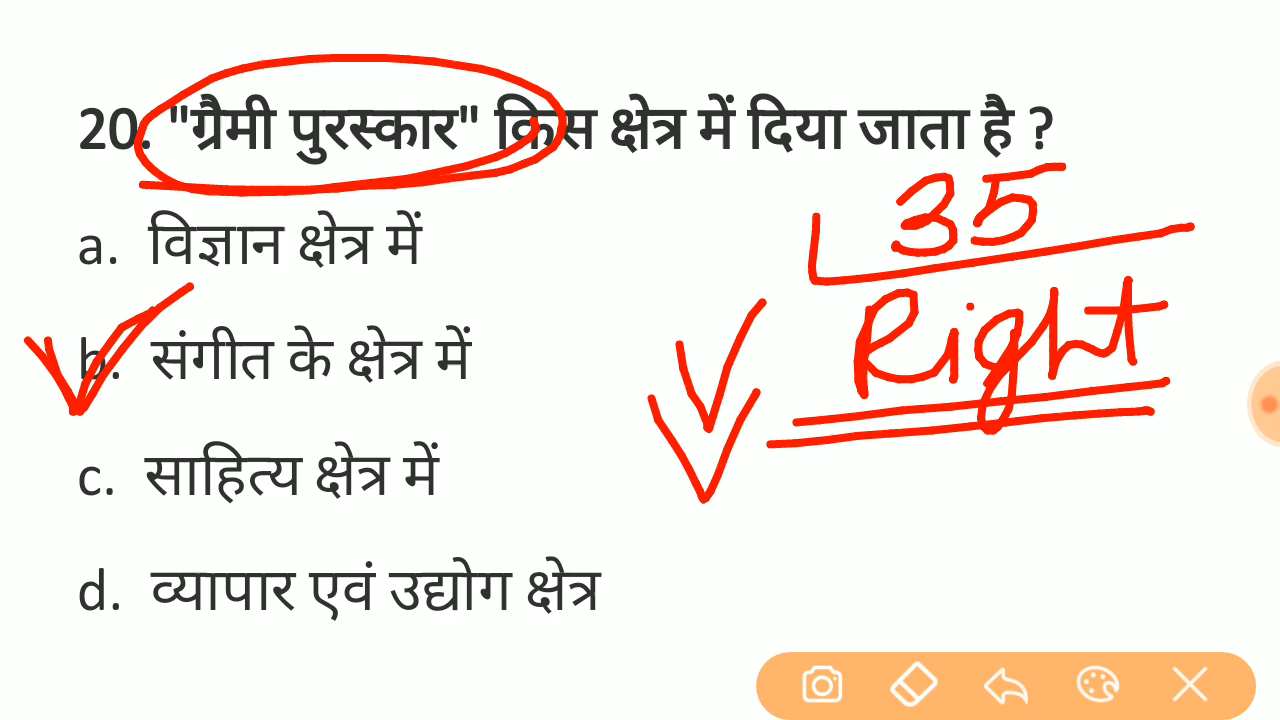 20. "ग्रैमी पुरस्कार" किस क्षेत्र में दिया जाता है ?
35
a. विज्ञान क्षेत्र में
Right
b. संगीत के क्षेत्र में
c. साहित्य क्षेत्र में
d. व्यापार एवं उद्योग क्षेत्र